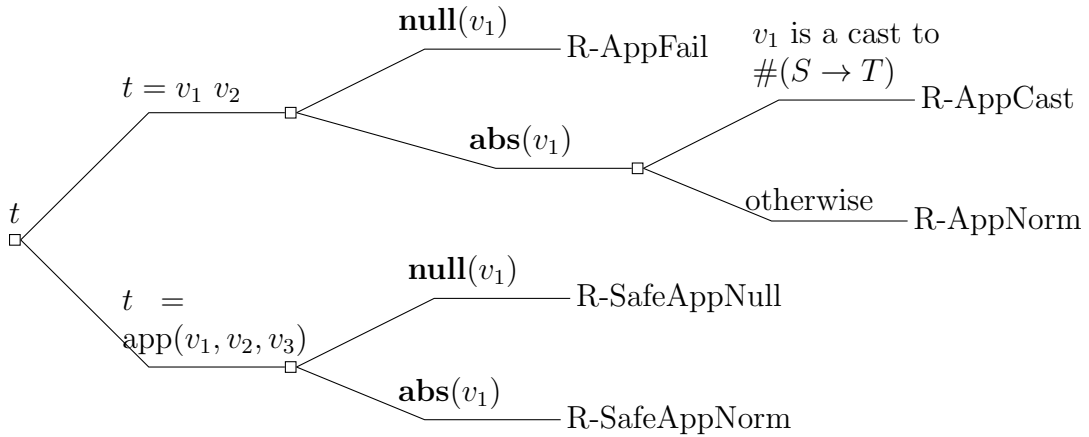 null(v₁)
R-AppFail
v₁ is a cast to
#(S → T)
R-AppCast
t = v₁ v₂
abs(v₁)
otherwise
R-AppNorm
t
null(v₁)
R-SafeAppNull
t =
app(v₁, v₂, v₃)
abs(v₁)
R-SafeAppNorm